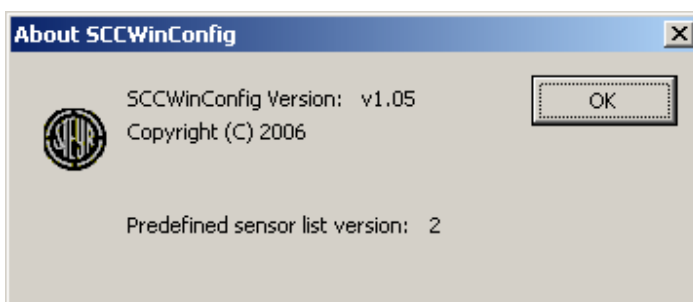 About SCCWinConfig
SCCWinConfig Version: v1.05
OK
Copyright (C) 2006
Predefined sensor list version: 2